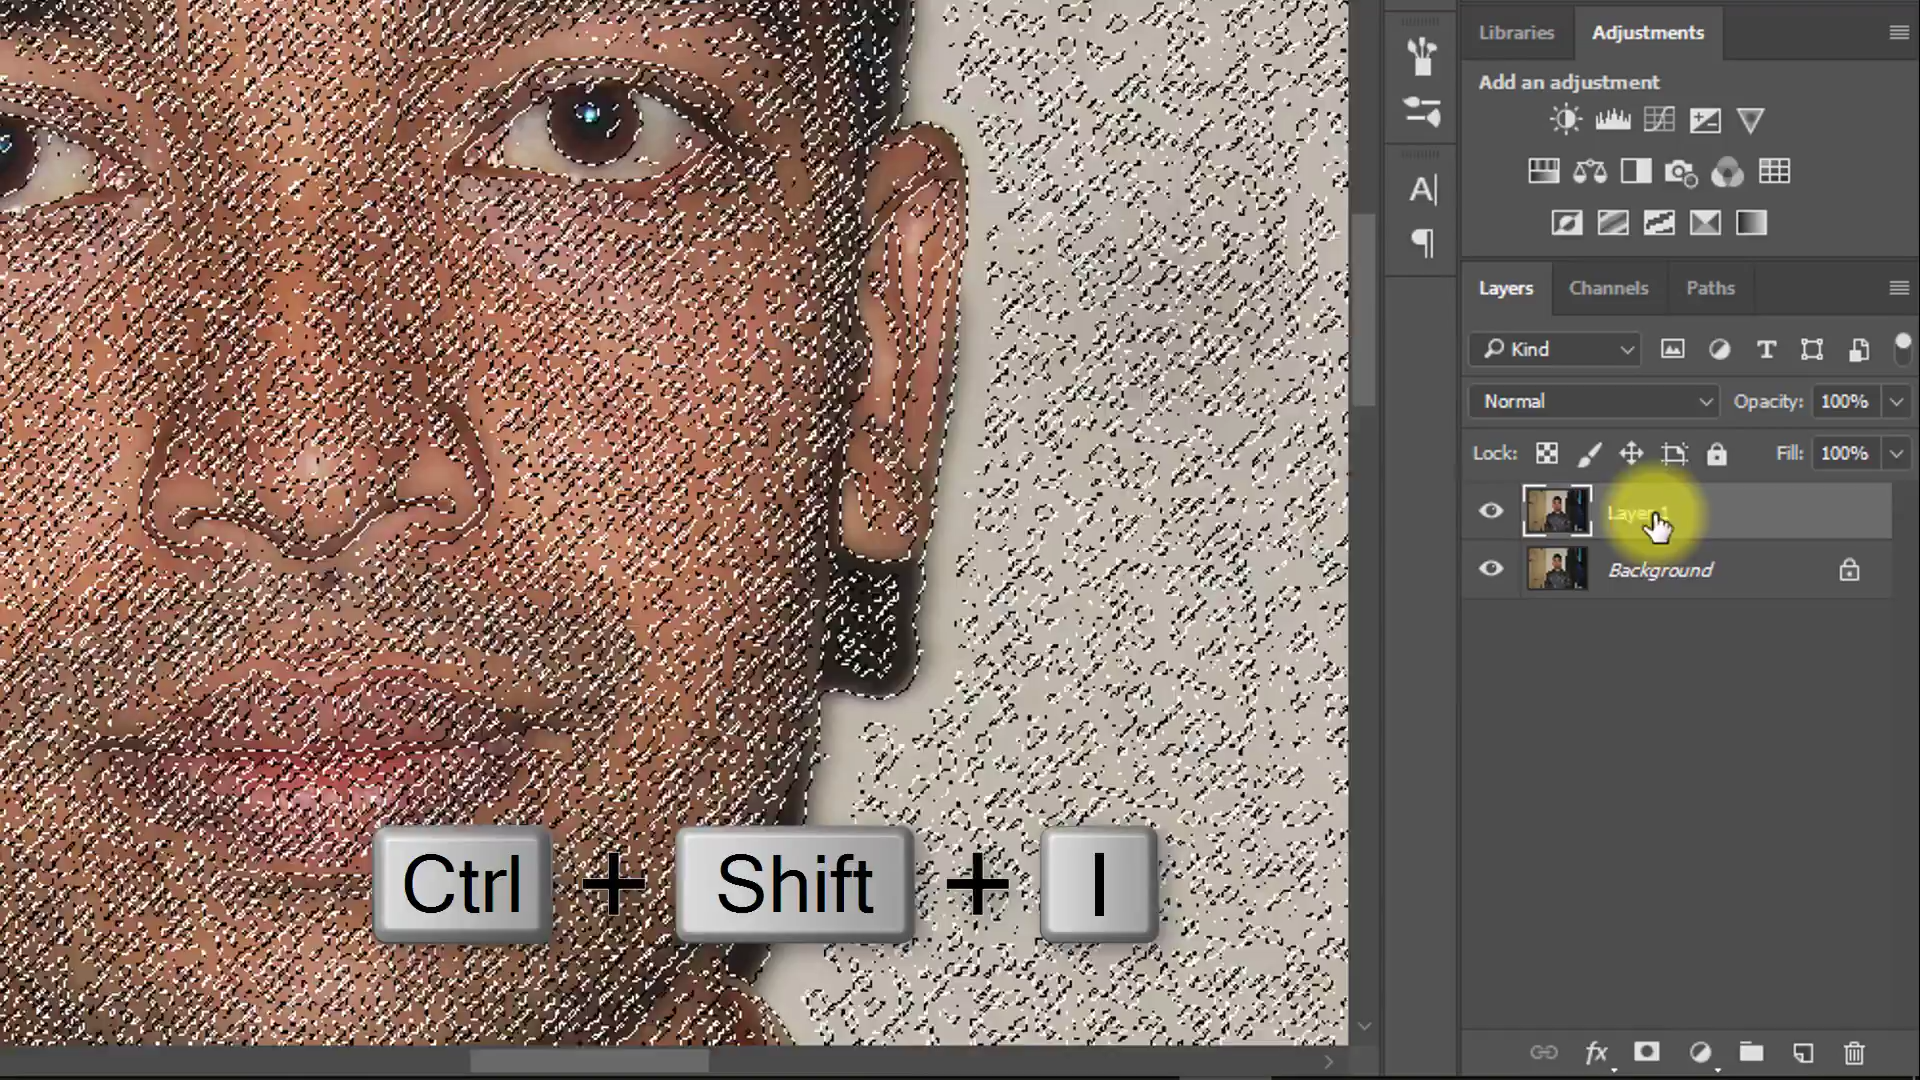 Libraries
Adjustments
Add an adjustment
Layers
Channels
Paths
Kind
Normal
Opacity: 100%
Lock:
Fill: 100%
Layer 1
Background
Ctrl + Shift + I
fx